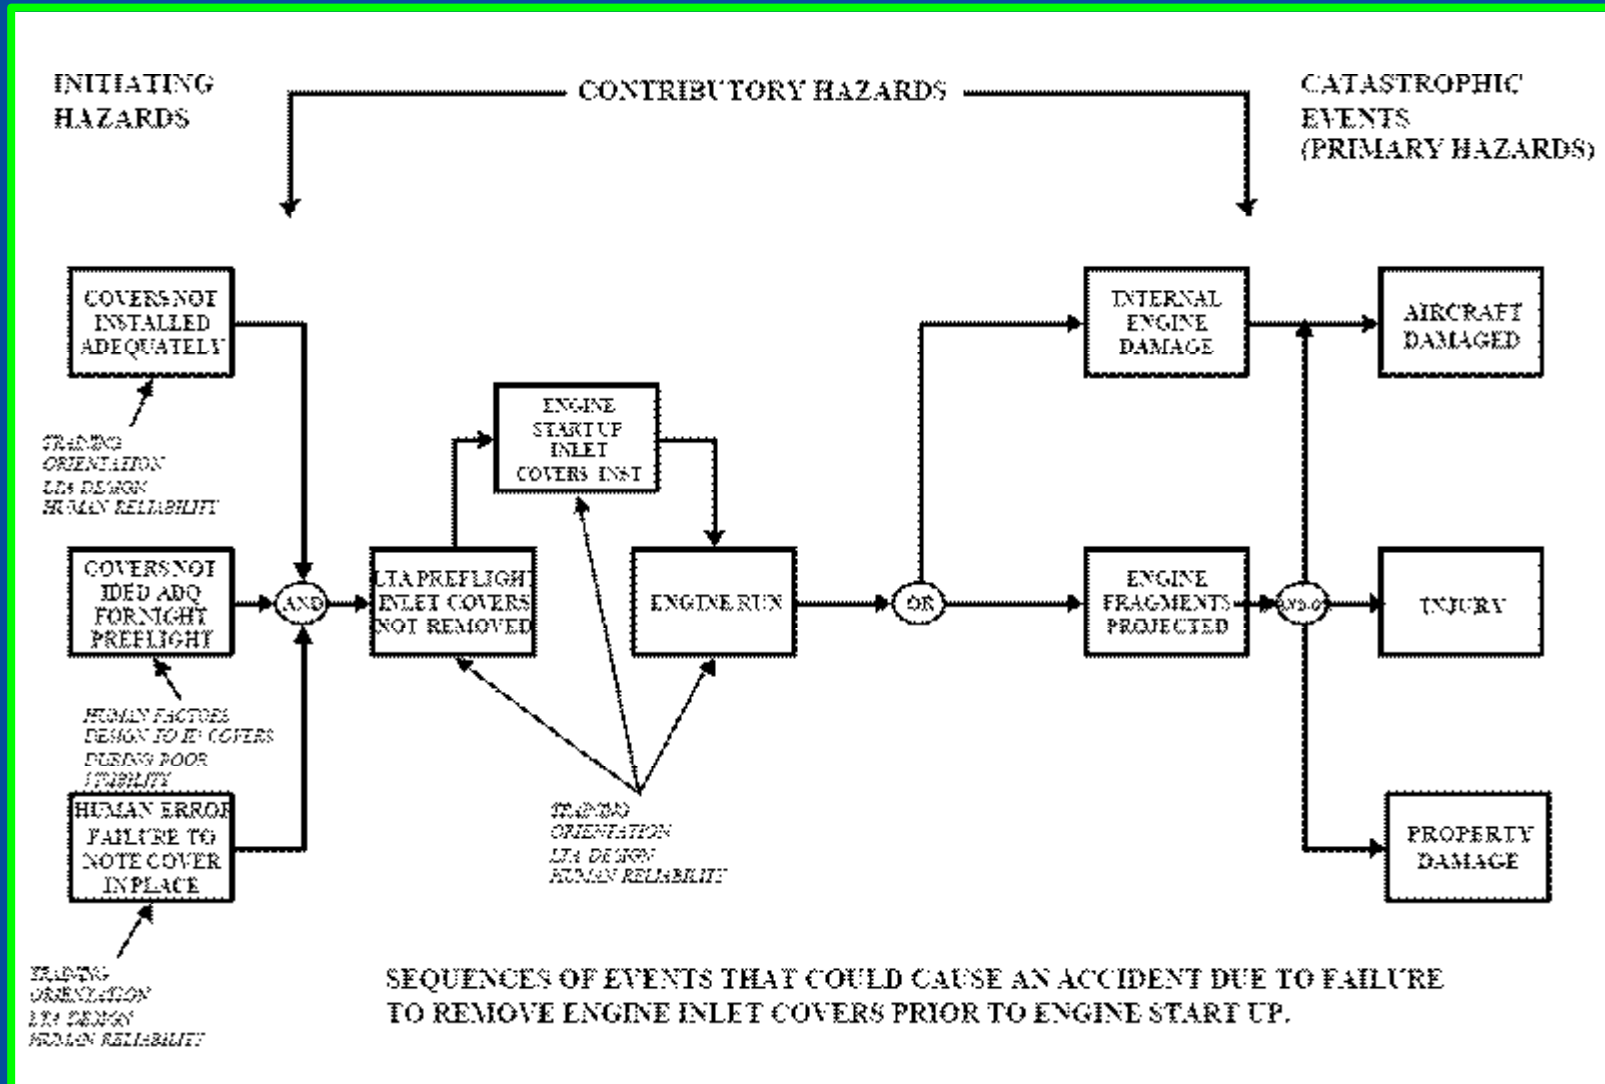 INITIATING
HAZARDS
CONTRIBUTORY HAZARDS
CATASTROPHIC
EVENTS
(PRIMARY HAZARDS)
COVERS NOT
INSTALLED
ADEQUATELY
TRAINING
ORIENTATION
LTA DESIGN
HUMAN RELIABILITY
COVERS NOT
IDED ADQ
FOR NIGHT
PREFLIGHT
HUMAN FACTORS
DESIGN TO ID COVERS
DURING POOR
VISIBILITY
HUMAN ERROR
FAILURE TO
NOTE COVER
IN PLACE
TRAINING
ORIENTATION
LTA DESIGN
HUMAN RELIABILITY
AND
LTA PREFLIGHT
INLET COVERS
NOT REMOVED
ENGINE
START UP
INLET
COVERS INST
ENGINE RUN
TRAINING
ORIENTATION
LTA DESIGN
HUMAN RELIABILITY
OR
INTERNAL
ENGINE
DAMAGE
ENGINE
FRAGMENTS
PROJECTED
AIRCRAFT
DAMAGED
INJURY
PROPERTY
DAMAGE
SEQUENCES OF EVENTS THAT COULD CAUSE AN ACCIDENT DUE TO FAILURE
TO REMOVE ENGINE INLET COVERS PRIOR TO ENGINE START UP.